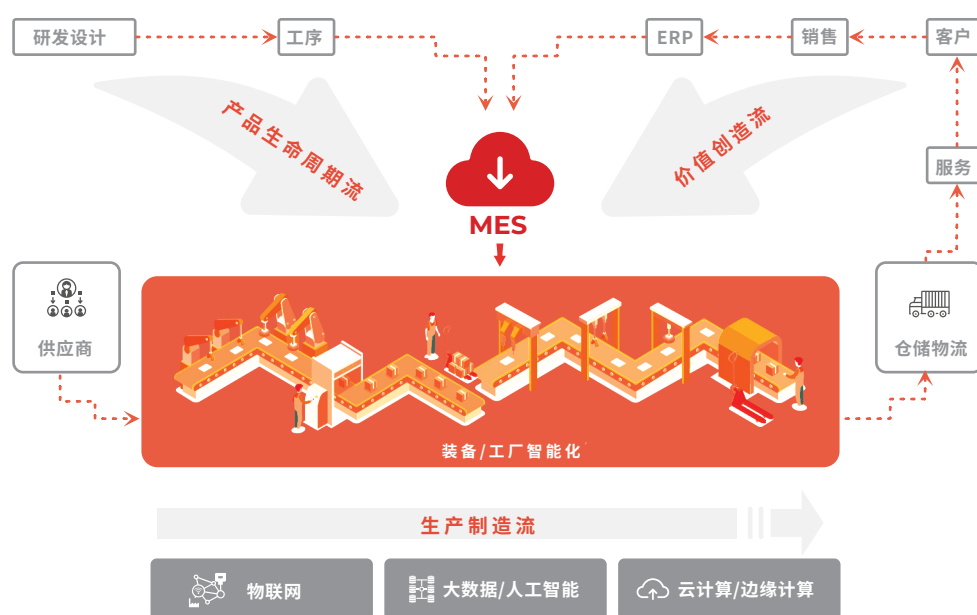 研发设计
工序
ERP
销售
客户
产品生命周期流
价值创造流
服务
MES
供应商
仓储物流
装备/工厂智能化
生产制造流
物联网
大数据/人工智能
云计算/边缘计算